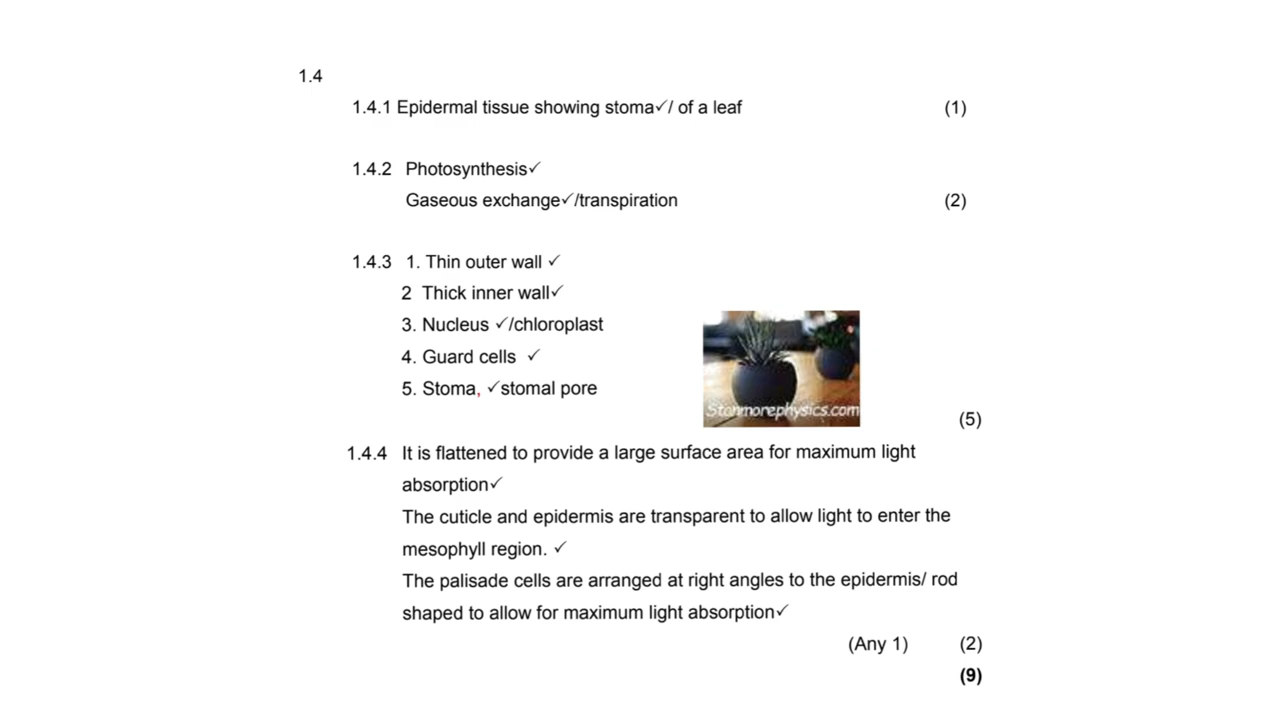 1.4
1.4.1 Epidermal tissue showing stoma✓/ of a leaf (1)
1.4.2 Photosynthesis✓
Gaseous exchange✓/transpiration (2)
1.4.3 1. Thin outer wall ✓
2 Thick inner wall✓
3. Nucleus ✓/chloroplast
4. Guard cells ✓
5. Stoma, ✓stomal pore
Stanmorephysics.com
(5)
1.4.4 It is flattened to provide a large surface area for maximum light
absorption✓
The cuticle and epidermis are transparent to allow light to enter the
mesophyll region. ✓
The palisade cells are arranged at right angles to the epidermis/ rod
shaped to allow for maximum light absorption✓
(Any 1) (2)
(9)